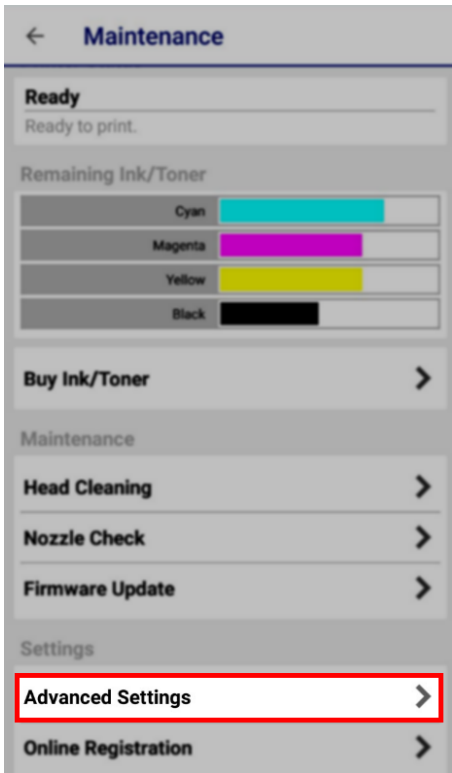 Maintenance
Ready
Ready to print.
Remaining Ink/Toner
Cyan
Magenta
Yellow
Black
Buy Ink/Toner
Maintenance
Head Cleaning
Nozzle Check
Firmware Update
Settings
Advanced Settings
Online Registration